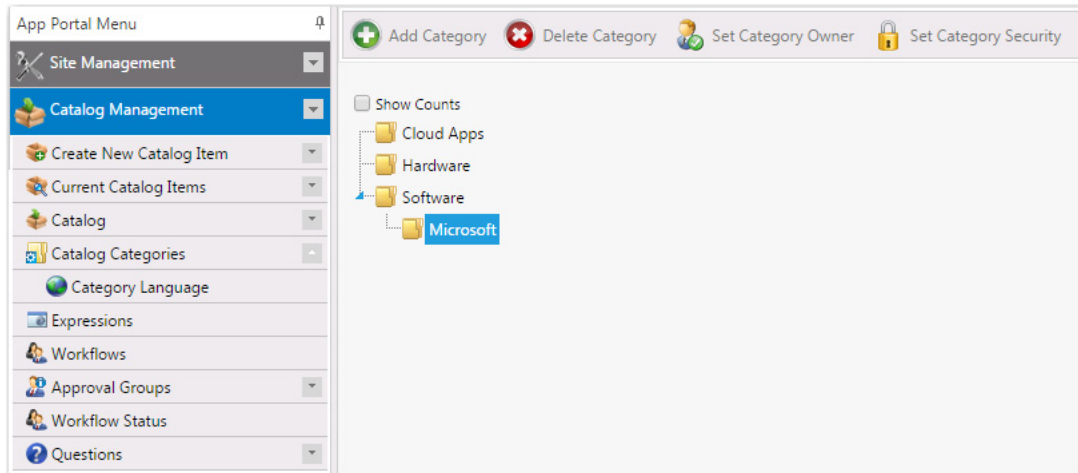 App Portal Menu
Site Management
Catalog Management
Create New Catalog Item
Current Catalog Items
Catalog
Catalog Categories
Category Language
Expressions
Workflows
Approval Groups
Workflow Status
Questions
Add Category Delete Category Set Category Owner Set Category Security
Show Counts
Cloud Apps
Hardware
Software
Microsoft